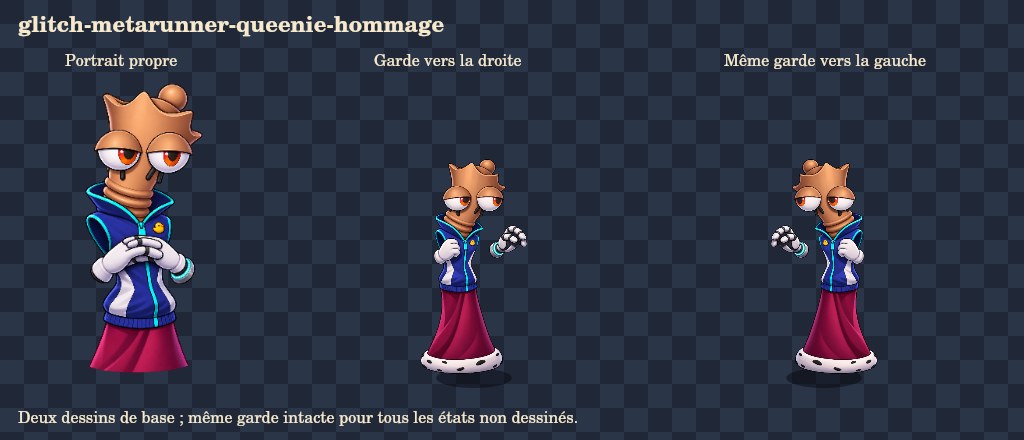 glitch-metarunner-queenie-hommage
Portrait propre
Garde vers la droite
Même garde vers la gauche
Deux dessins de base ; même garde intacte pour tous les états non dessinés.